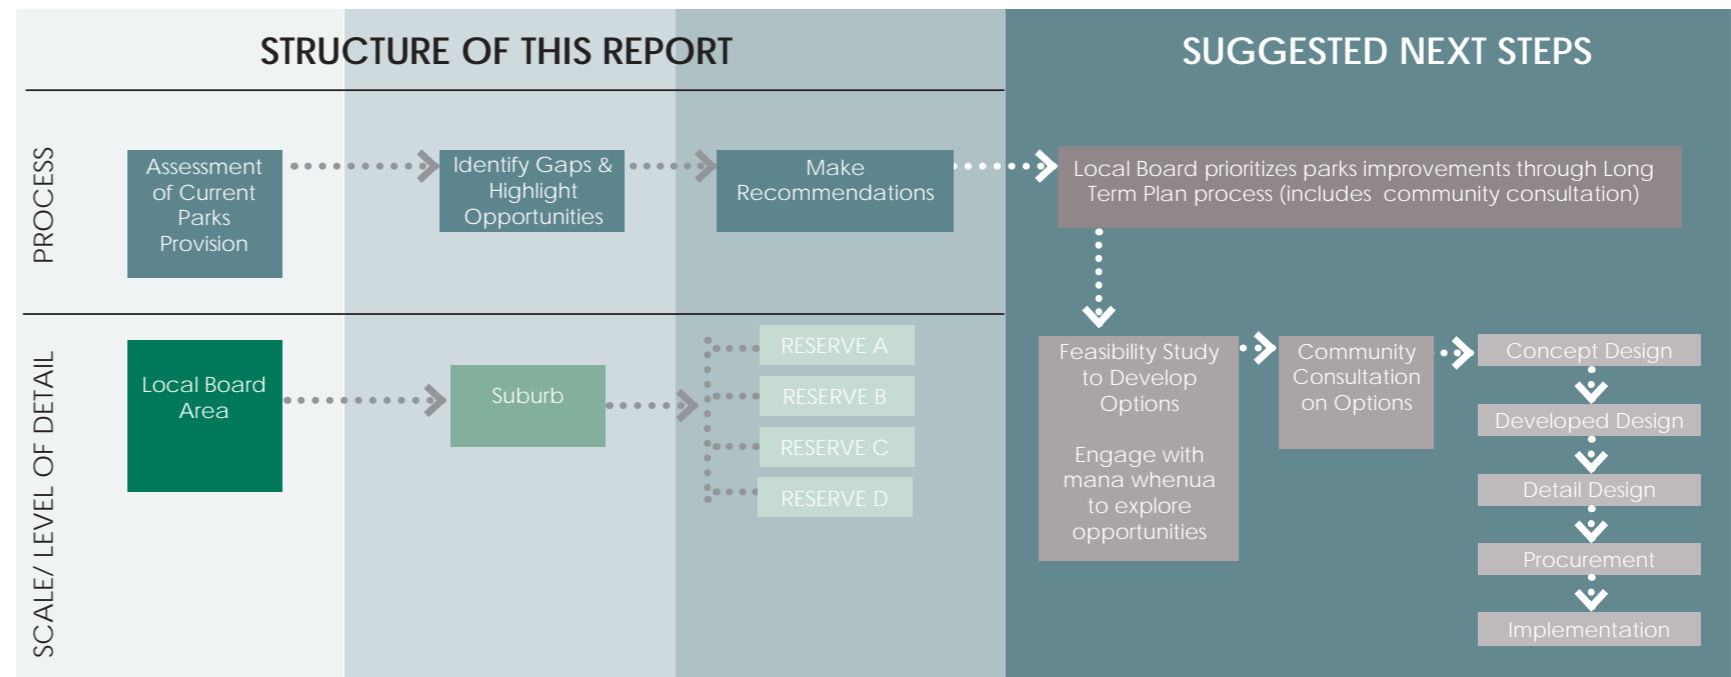 STRUCTURE OF THIS REPORT
SUGGESTED NEXT STEPS
PROCESS
Assessment
of Current
Parks
Provision
Identify Gaps &
Highlight
Opportunities
Make
Recommendations
Local Board prioritizes parks improvements through Long
Term Plan process (includes community consultation)
SCALE/ LEVEL OF DETAIL
Local Board
Area
Suburb
RESERVE A
RESERVE B
RESERVE C
RESERVE D
Feasibility Study
to Develop
Options
Engage with
mana whenua
to explore
opportunities
Community
Consultation
on Options
Concept Design
Developed Design
Detail Design
Procurement
Implementation